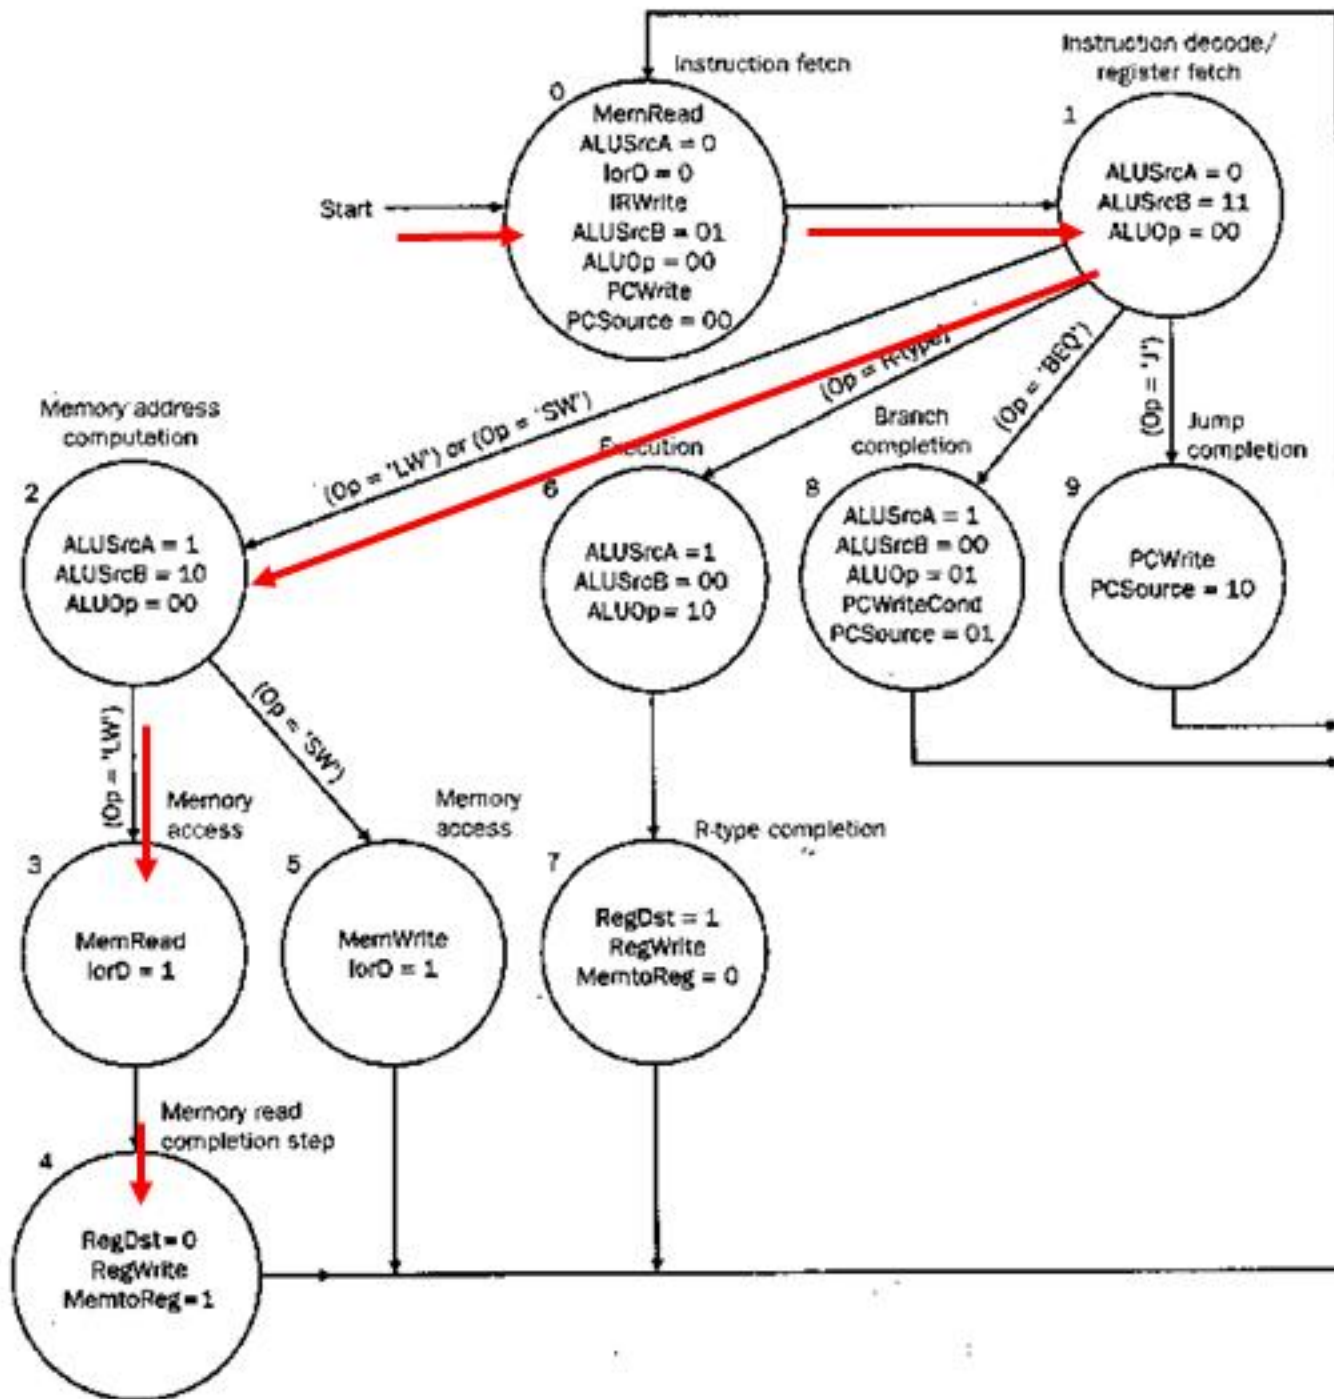 Instruction fetch
0
MemRead
ALUSrcA = 0
IorD = 0
IRWrite
ALUSrcB = 01
ALUOp = 00
PCWrite
PCSource = 00
Start
Instruction decode/
register fetch
1
ALUSrcA = 0
ALUSrcB = 11
ALUOp = 00
(Op = 'LW') or (Op = 'SW')
(Op = R-type)
(Op = 'BEQ')
(Op = 'J')
Memory address
computation
2
ALUSrcA = 1
ALUSrcB = 10
ALUOp = 00
Execution
6
ALUSrcA =1
ALUSrcB = 00
ALUOp= 10
Branch
completion
8
ALUSrcA = 1
ALUSrcB = 00
ALUOp = 01
PCWriteCond
PCSource = 01
Jump
completion
9
PCWrite
PCSource = 10
(Op = 'LW')
(Op = 'SW')
Memory
access
3
MemRead
IorD = 1
Memory
access
5
MemWrite
IorD = 1
R-type completion
7
RegDst = 1
RegWrite
MemtoReg = 0
Memory read
completion step
4
RegDst=0
RegWrite
MemtoReg=1